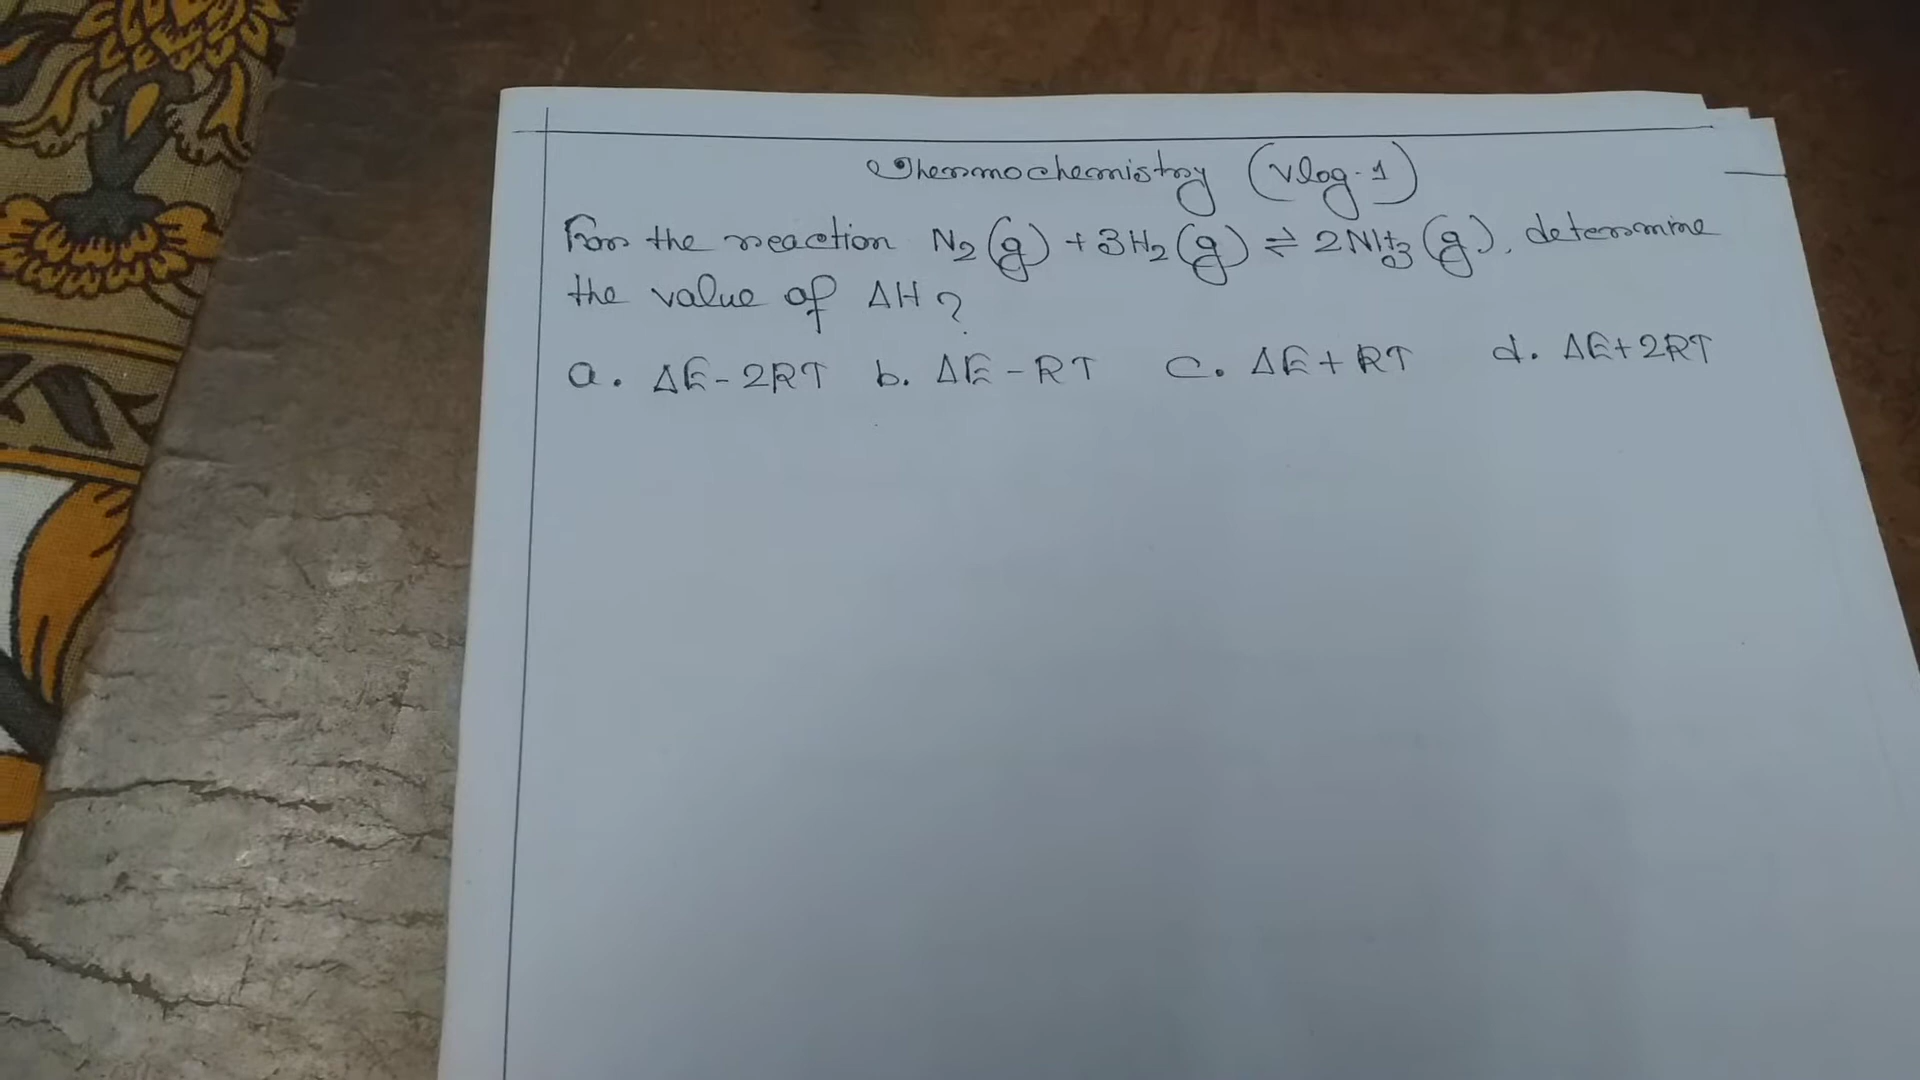 Thermochemistry (Vlog-1)
For the reaction N2(g) + 3H2(g) ⇌ 2NH3(g), determine
the value of ΔH?
a. ΔE - 2RT b. ΔE - RT c. ΔE + RT d. ΔE + 2RT